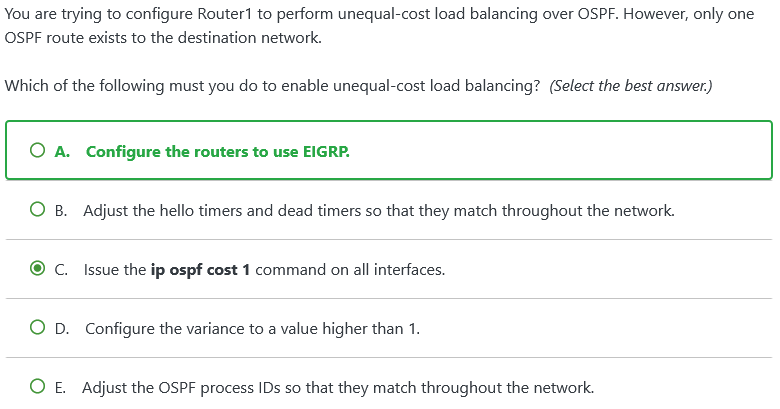 You are trying to configure Router1 to perform unequal-cost load balancing over OSPF. However, only one
OSPF route exists to the destination network.
Which of the following must you do to enable unequal-cost load balancing? (Select the best answer.)
A. Configure the routers to use EIGRP.
B. Adjust the hello timers and dead timers so that they match throughout the network.
C. Issue the ip ospf cost 1 command on all interfaces.
D. Configure the variance to a value higher than 1.
E. Adjust the OSPF process IDs so that they match throughout the network.